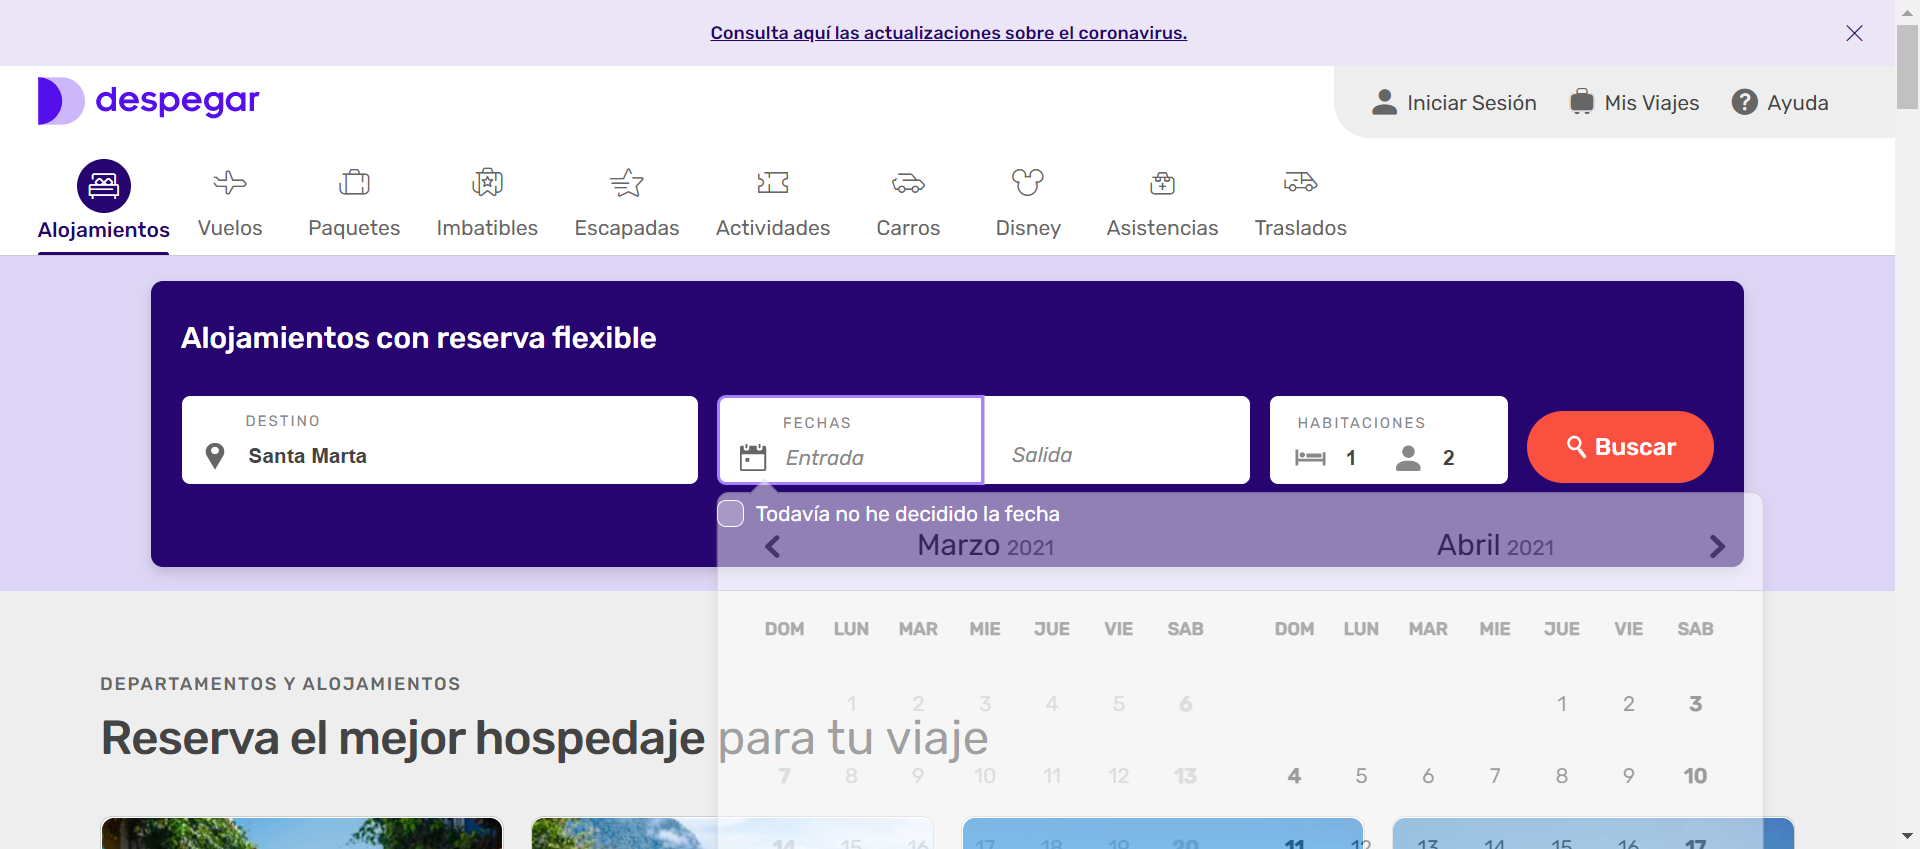 Consulta aquí las actualizaciones sobre el coronavirus.
despegar
Iniciar Sesión Mis Viajes Ayuda
Alojamientos Vuelos Paquetes Imbatibles Escapadas Actividades Carros Disney Asistencias Traslados
Alojamientos con reserva flexible
DESTINO FECHAS HABITACIONES
Santa Marta Entrada Salida 1 2 Buscar
Todavía no he decidido la fecha
Marzo 2021 Abril 2021
DOM LUN MAR MIE JUE VIE SAB DOM LUN MAR MIE JUE VIE SAB
DEPARTAMENTOS Y ALOJAMIENTOS
1 2 3 4 5 6 1 2 3
Reserva el mejor hospedaje para tu viaje
7 8 9 10 11 12 13 4 5 6 7 8 9 10
14 15 16 17 18 19 20 11 12 13 14 15 16 17